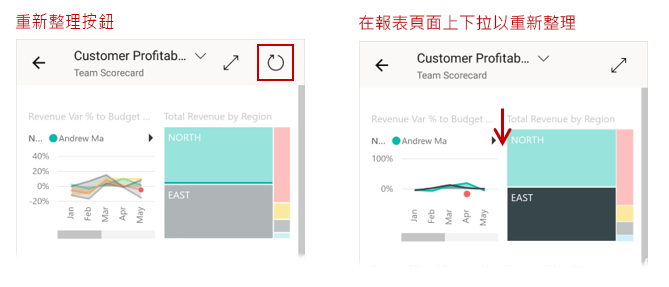 重新整理按鈕
Customer Profitab...
Team Scorecard
Revenue Var % to Budget ...
Total Revenue by Region
N...
Andrew Ma
NORTH
40%
20%
0%
-20%
EAST
Jan
Feb
Mar
Apr
May
在報表頁面上下拉以重新整理
Customer Profitab...
Team Scorecard
Revenue Var % to Budget ...
Total Revenue by Region
N...
Andrew Ma
NORTH
100%
0%
EAST
Jan
Feb
Mar
Apr
May